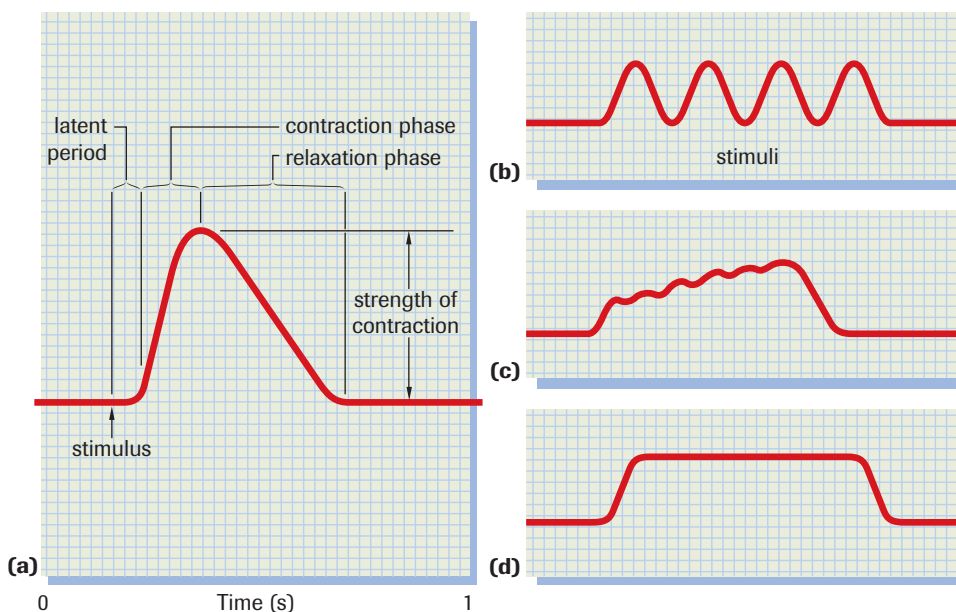 latent
period
contraction phase
relaxation phase
strength of
contraction
stimulus
(a)
0
Time (s)
1
stimuli
(b)
(c)
(d)